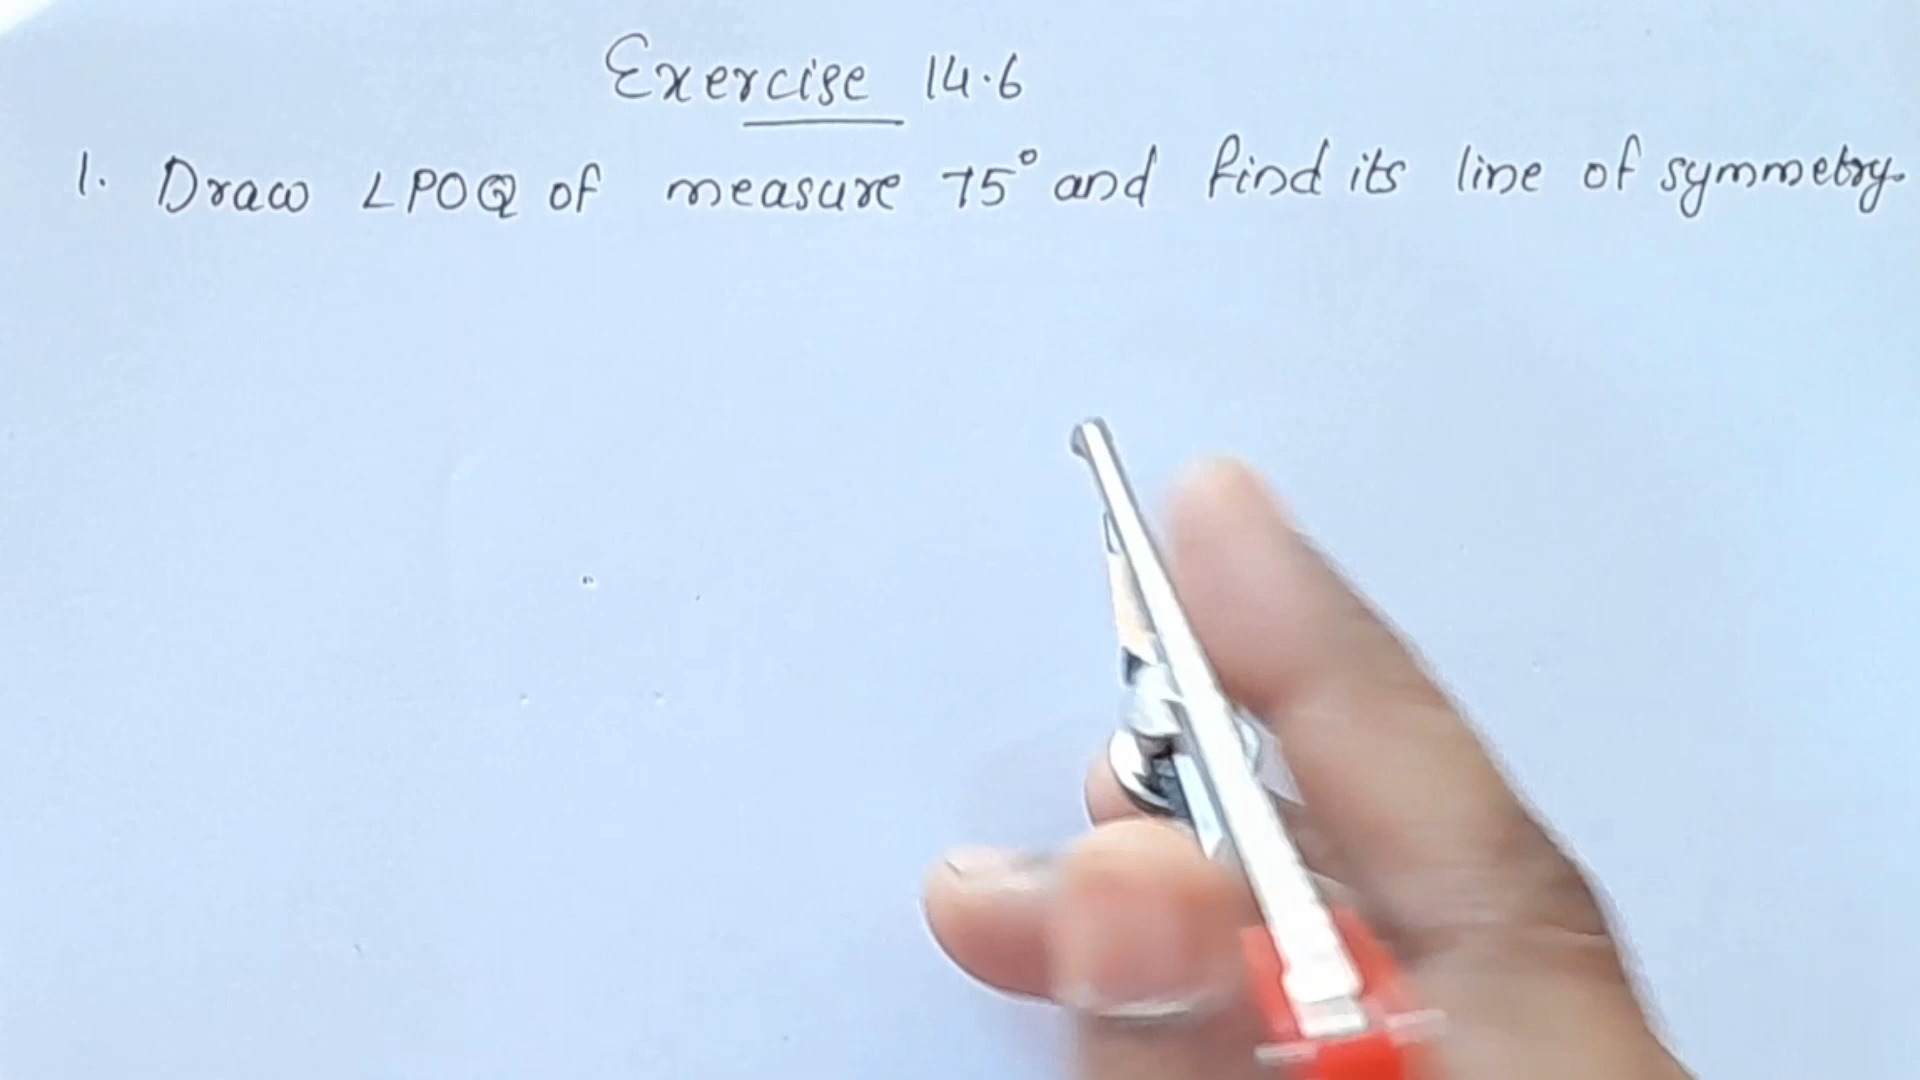 Exercise 14.6
1. Draw ∠POQ of measure 75° and find its line of symmetry.